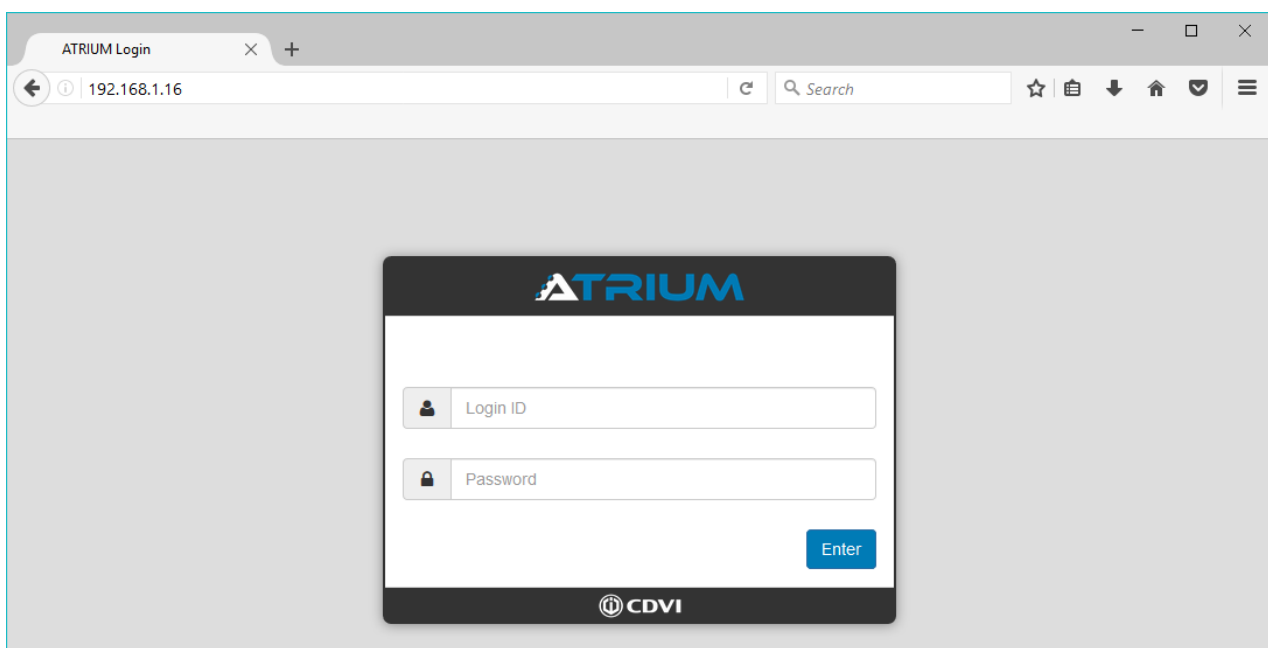 ATRIUM Login
192.168.1.16
Search
ATRIUM
Login ID
Password
Enter
CDVI